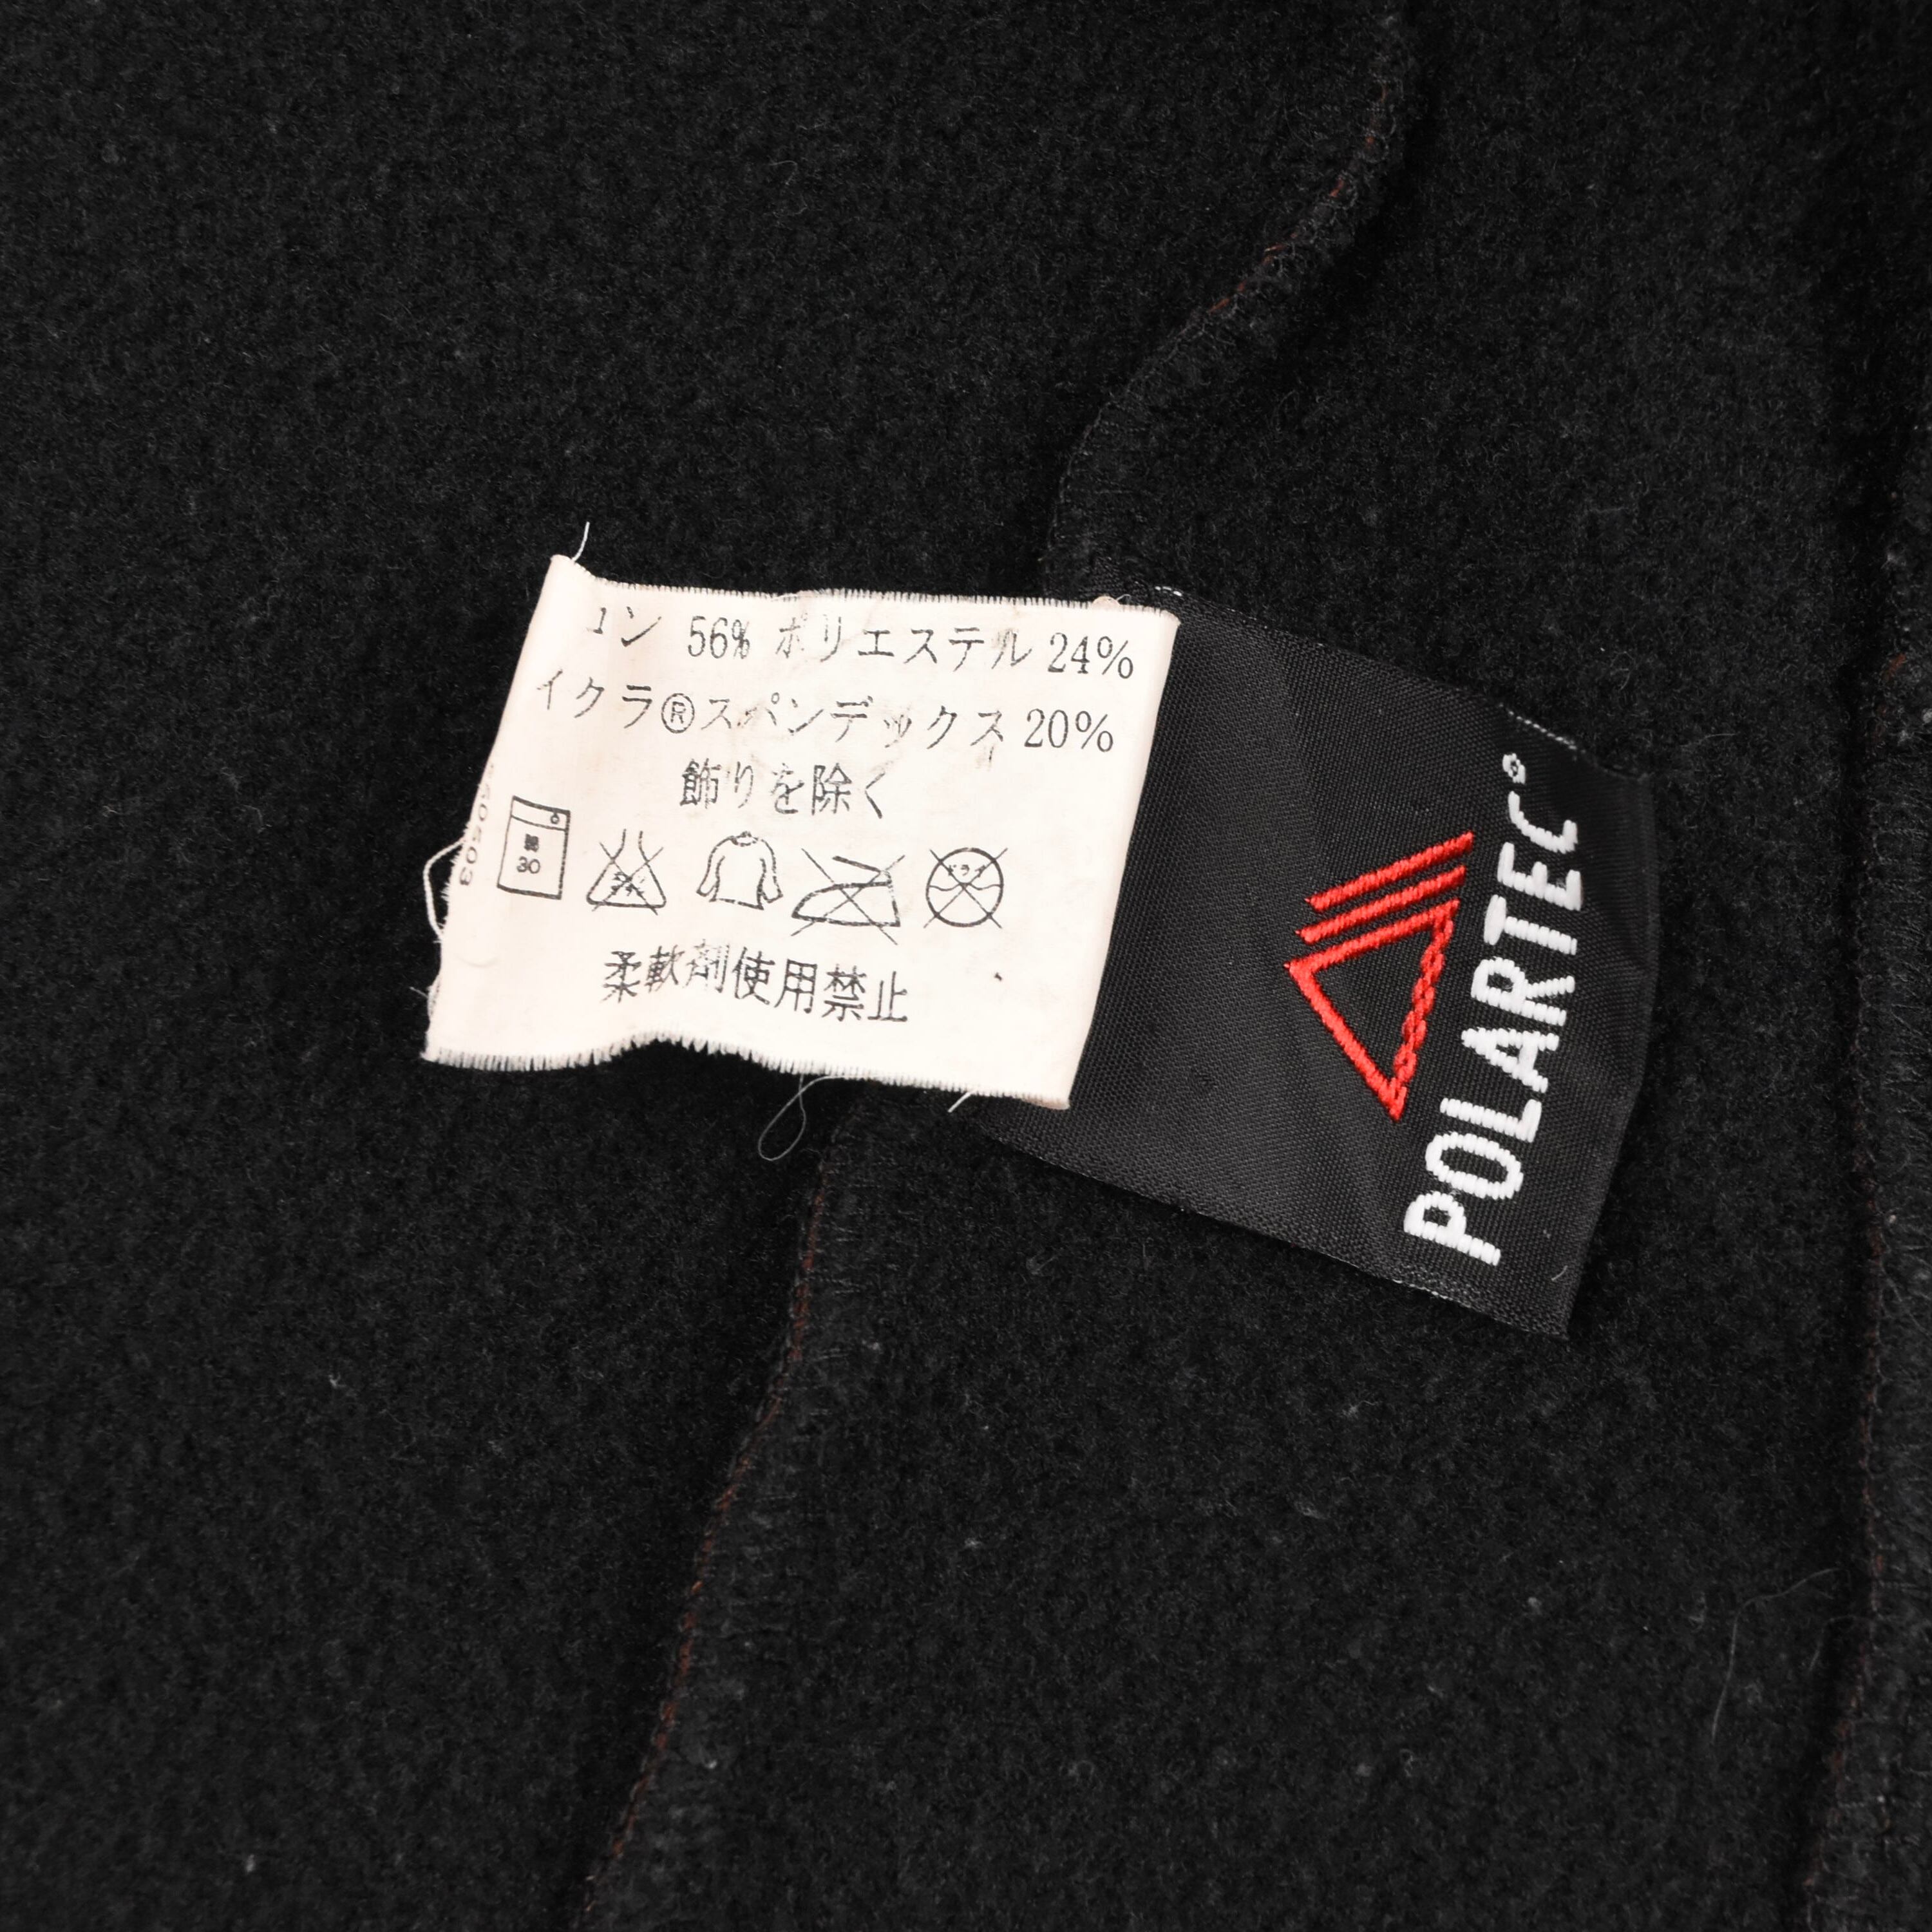 ン 56% ポリエステル 24%
イクラ®スパンデックス 20%
飾りを除く
30
柔軟剤使用禁止
POLARTEC®